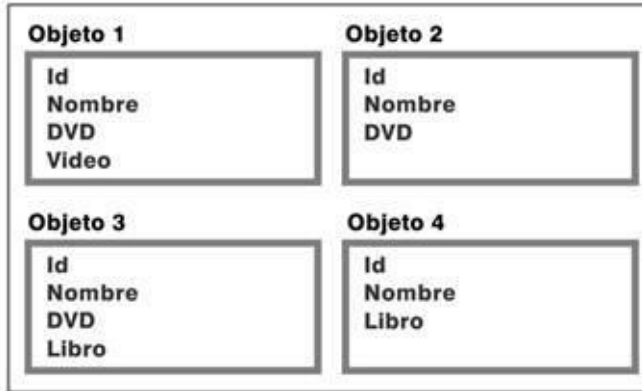 Objeto 1
Id
Nombre
DVD
Video
Objeto 2
Id
Nombre
DVD
Objeto 3
Id
Nombre
DVD
Libro
Objeto 4
Id
Nombre
Libro